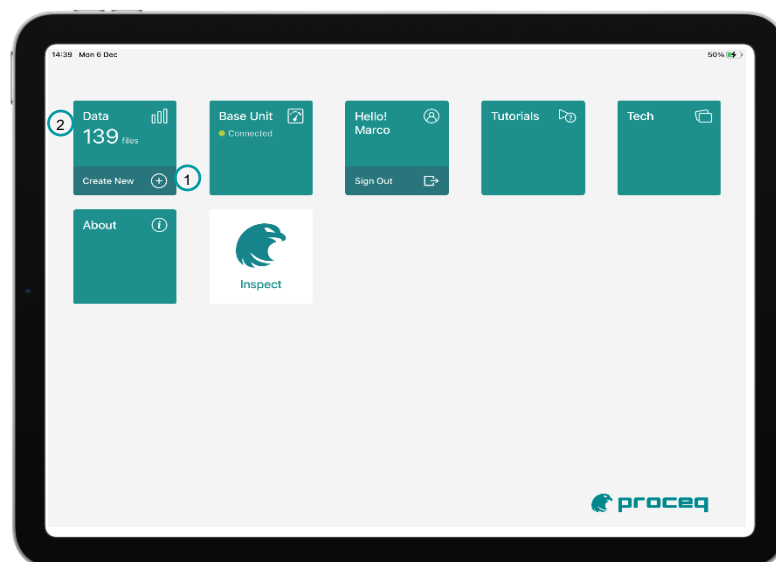 14:39 Mon 6 Dec
50%
Data
139 files
2
Create New
1
Base Unit
Connected
Hello!
Marco
Sign Out
Tutorials
Tech
About
Inspect
proceq